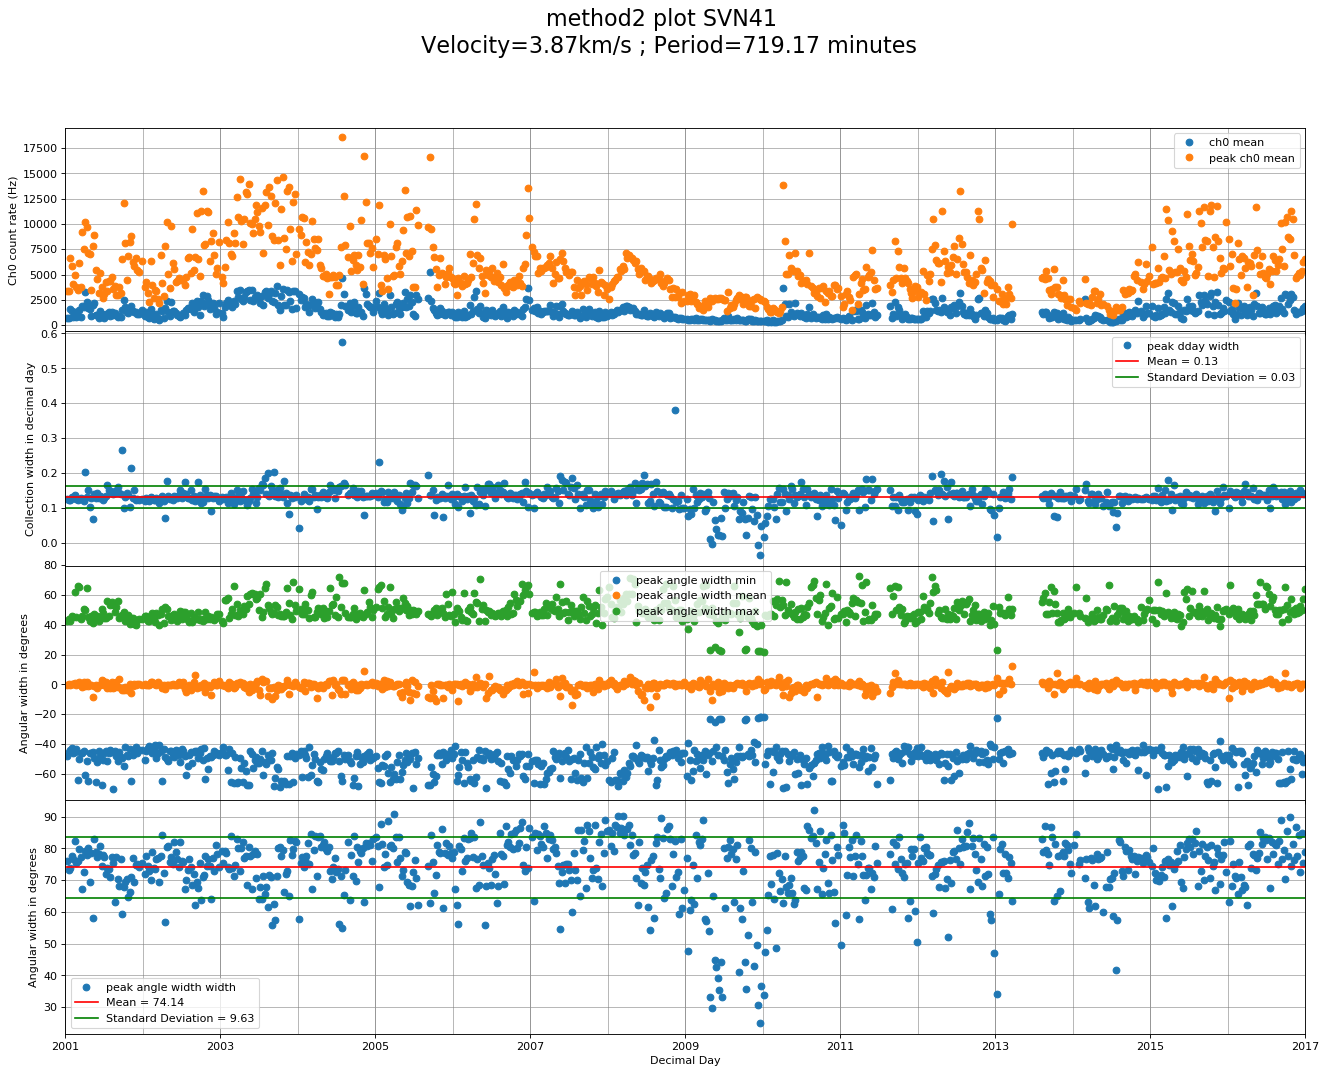 method2 plot SVN41
Velocity=3.87km/s ; Period=719.17 minutes
Ch0 count rate (Hz)
17500
15000
12500
10000
7500
5000
2500
0
ch0 mean
peak ch0 mean
Collection width in decimal day
0.6
0.5
0.4
0.3
0.2
0.1
0.0
peak dday width
Mean = 0.13
Standard Deviation = 0.03
Angular width in degrees
80
60
40
20
0
−20
−40
−60
peak angle width min
peak angle width mean
peak angle width max
Angular width in degrees
90
80
70
60
50
40
30
peak angle width width
Mean = 74.14
Standard Deviation = 9.63
2001 2003 2005 2007 2009 2011 2013 2015 2017
Decimal Day